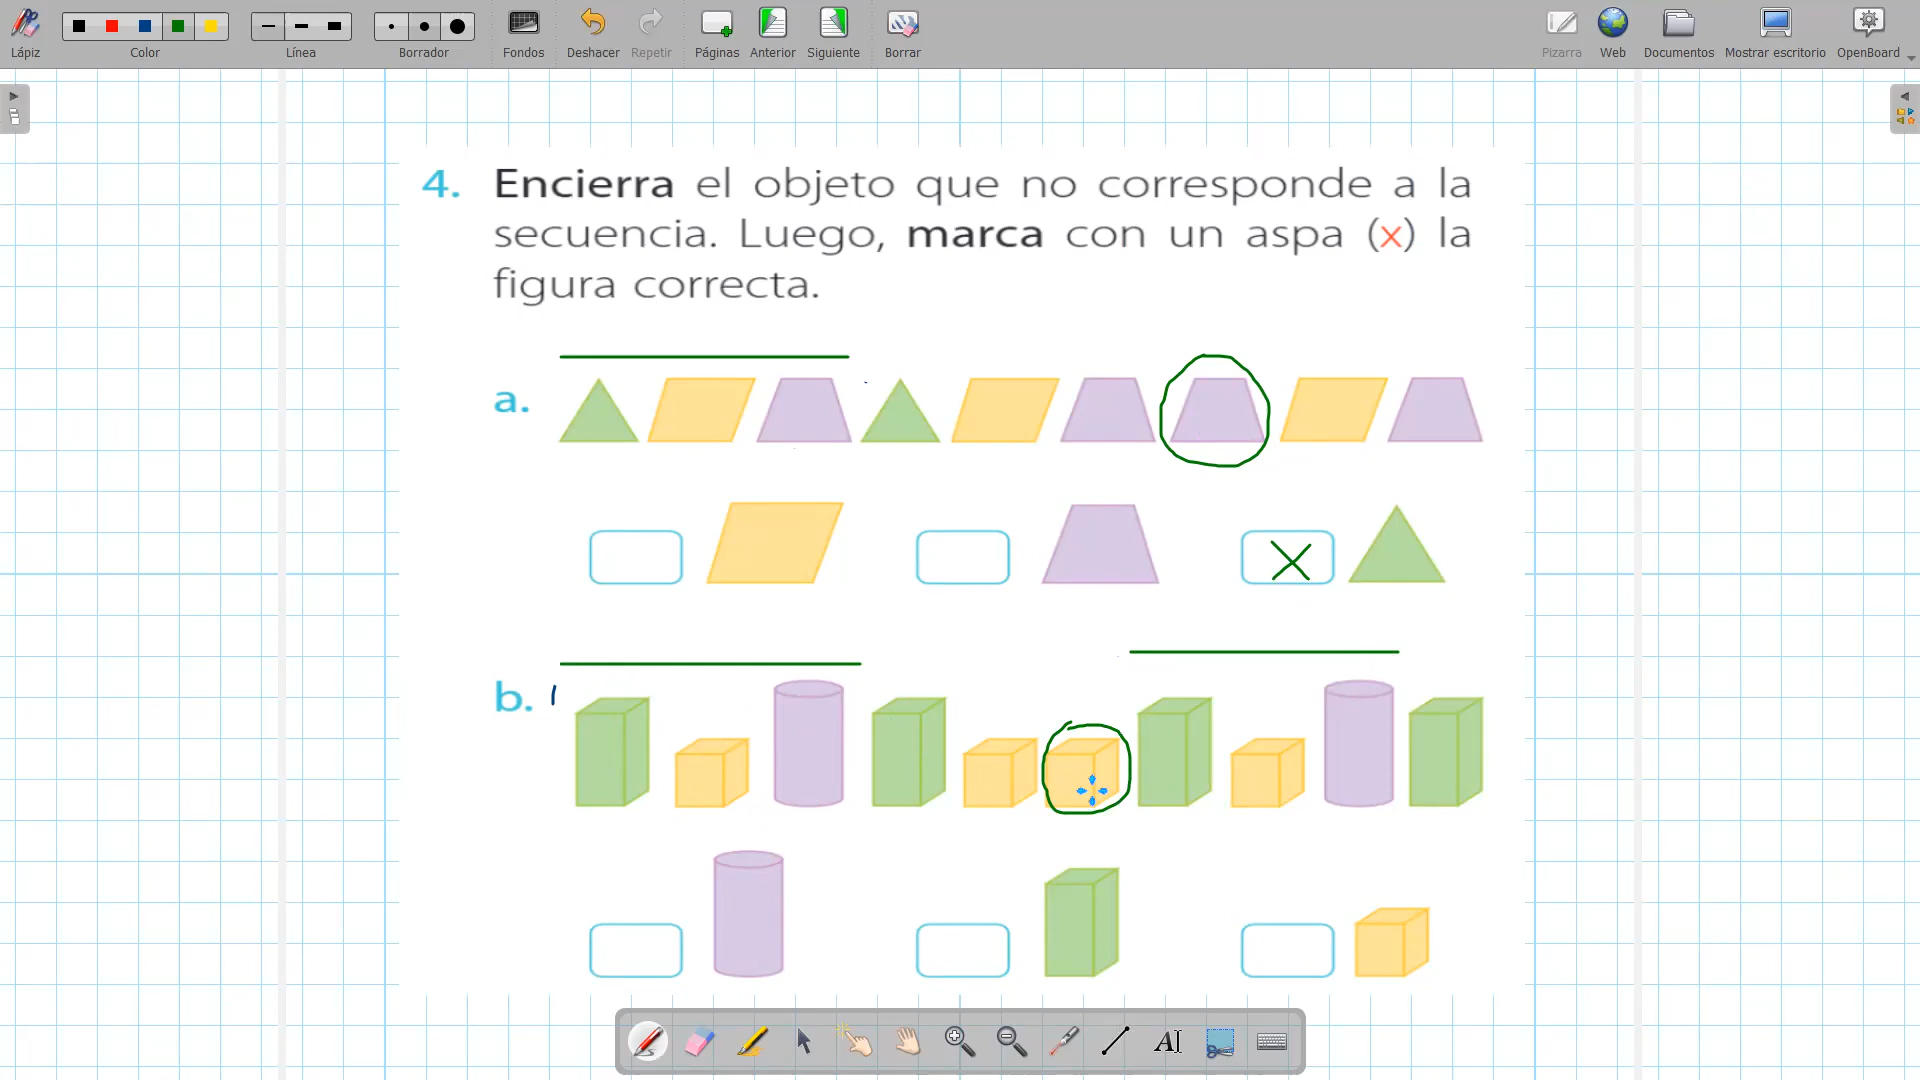 Lápiz
Color
Línea
Borrador
Fondos
Deshacer
Repetir
Páginas
Anterior
Siguiente
Borrar
Pizarra
Web
Documentos
Mostrar escritorio
OpenBoard
4. Encierra el objeto que no corresponde a la
secuencia. Luego, marca con un aspa (x) la
figura correcta.
a.
X
b.